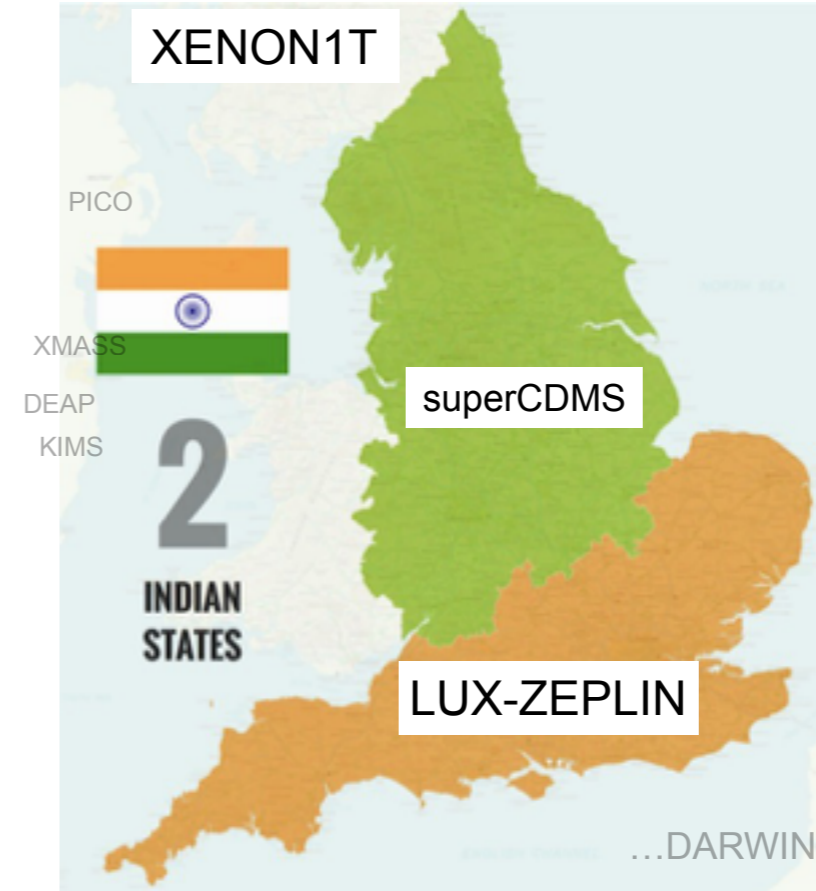 XENON1T
PICO
XMASS
DEAP
KIMS
superCDMS
2
INDIAN
STATES
LUX-ZEPLIN
...DARWIN